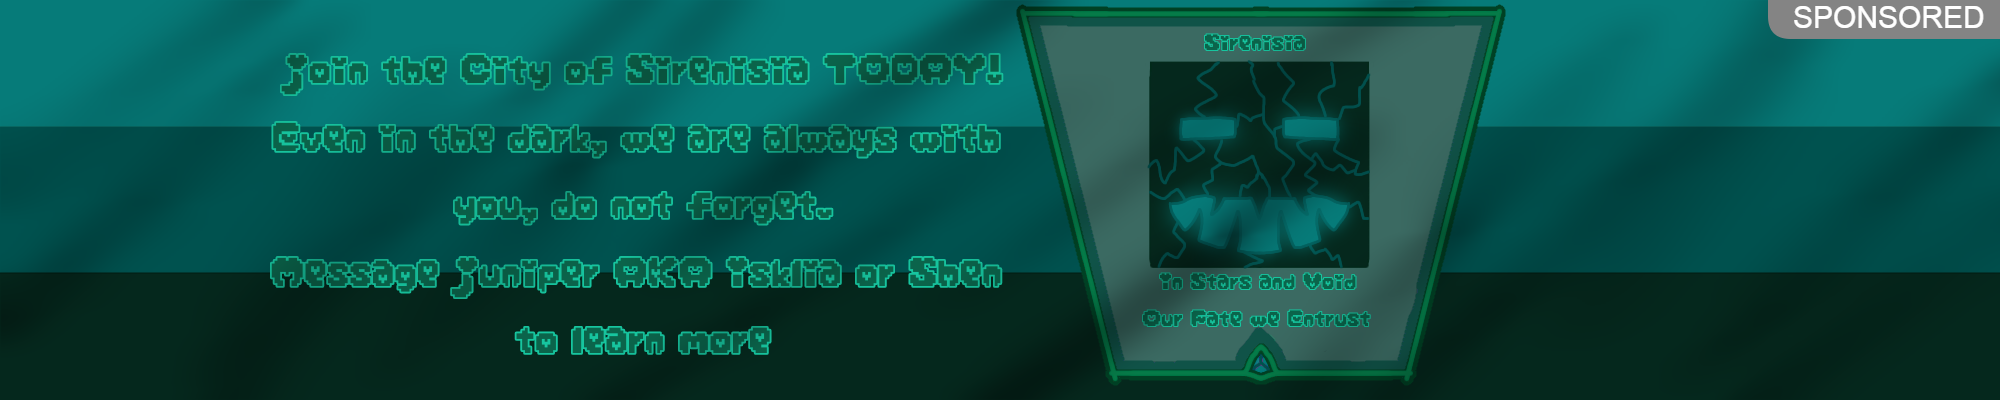 Join the City of Sirenisia TODAY!
Even in the dark, we are always with
you, do not forget.
Message Juniper AKA Isklia or Shen
to learn more
Sirenisia
In Stars and Void
Our Fate we Entrust
SPONSORED